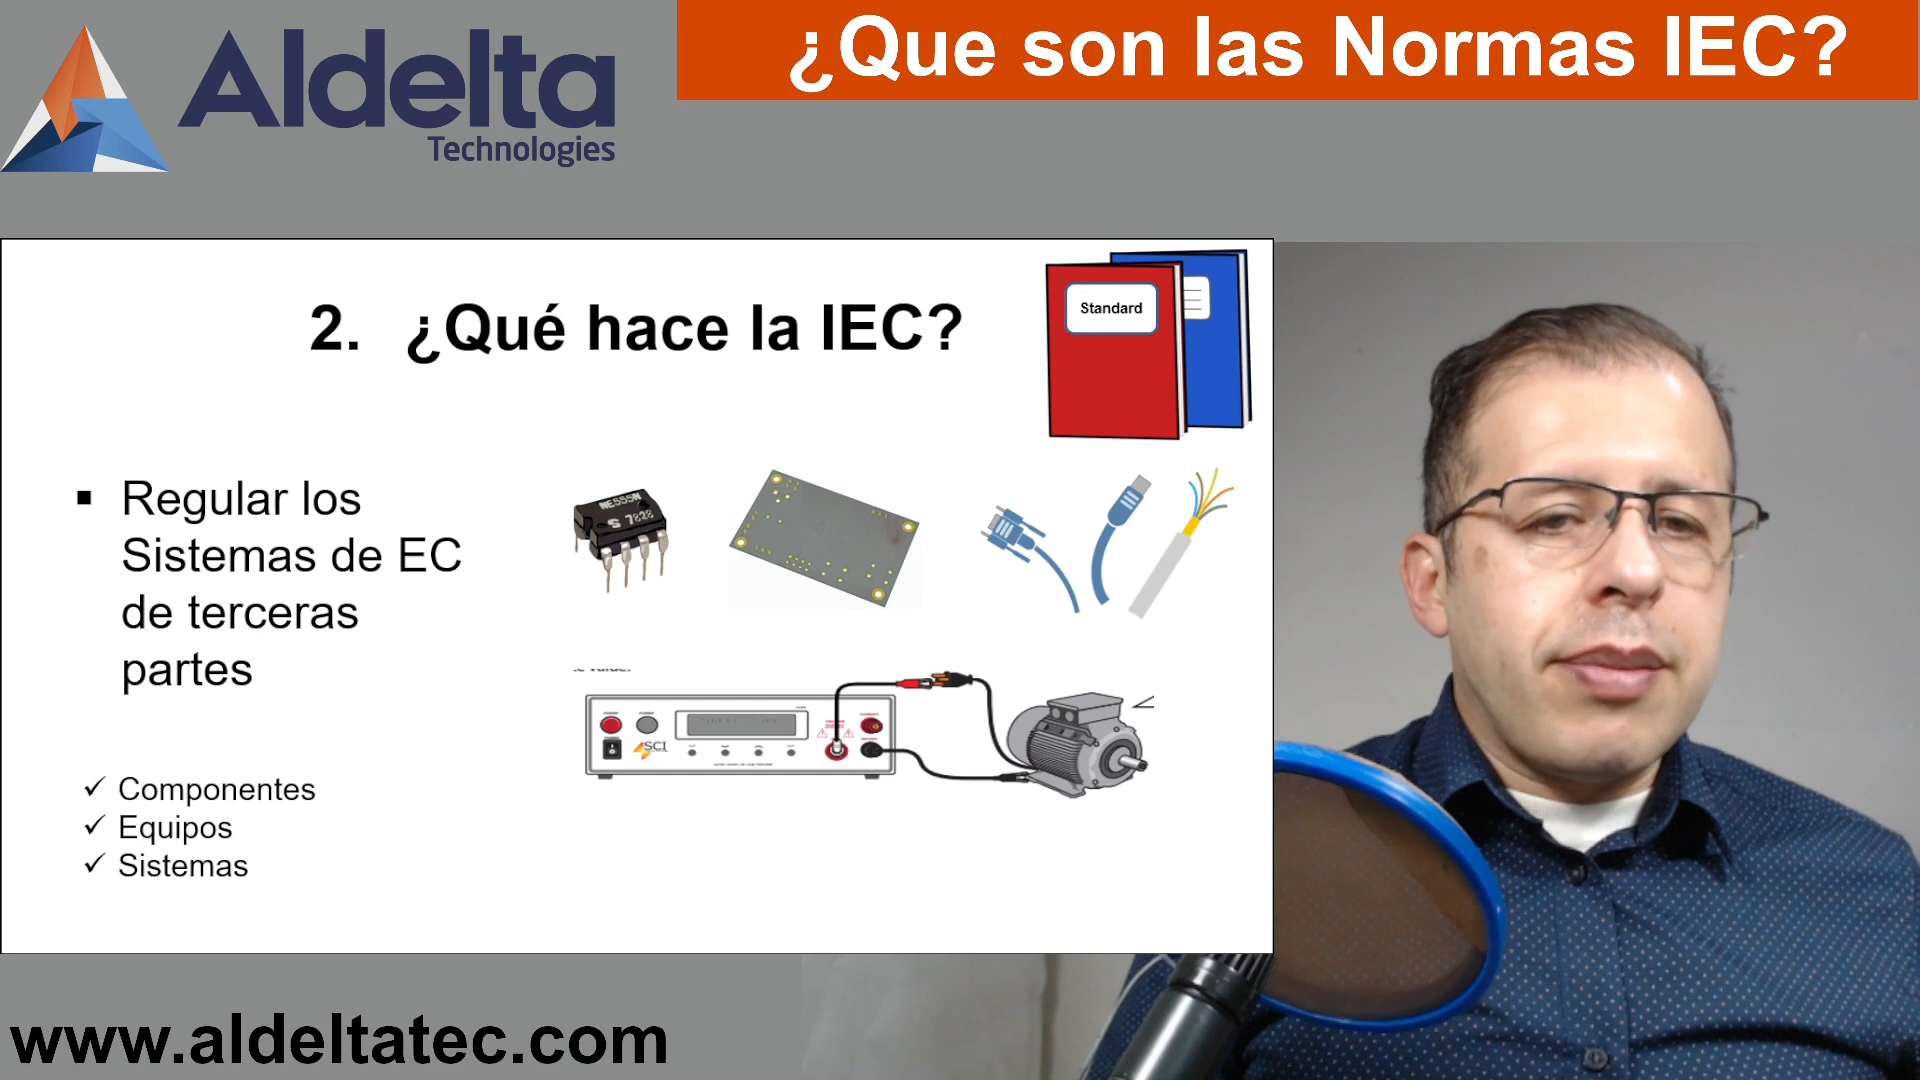 Aldelta
Technologies
¿Que son las Normas IEC?
2. ¿Qué hace la IEC?
Standard
Regular los
Sistemas de EC
de terceras
partes
NE555N
S 7828
SCI
Componentes
Equipos
Sistemas
www.aldeltatec.com